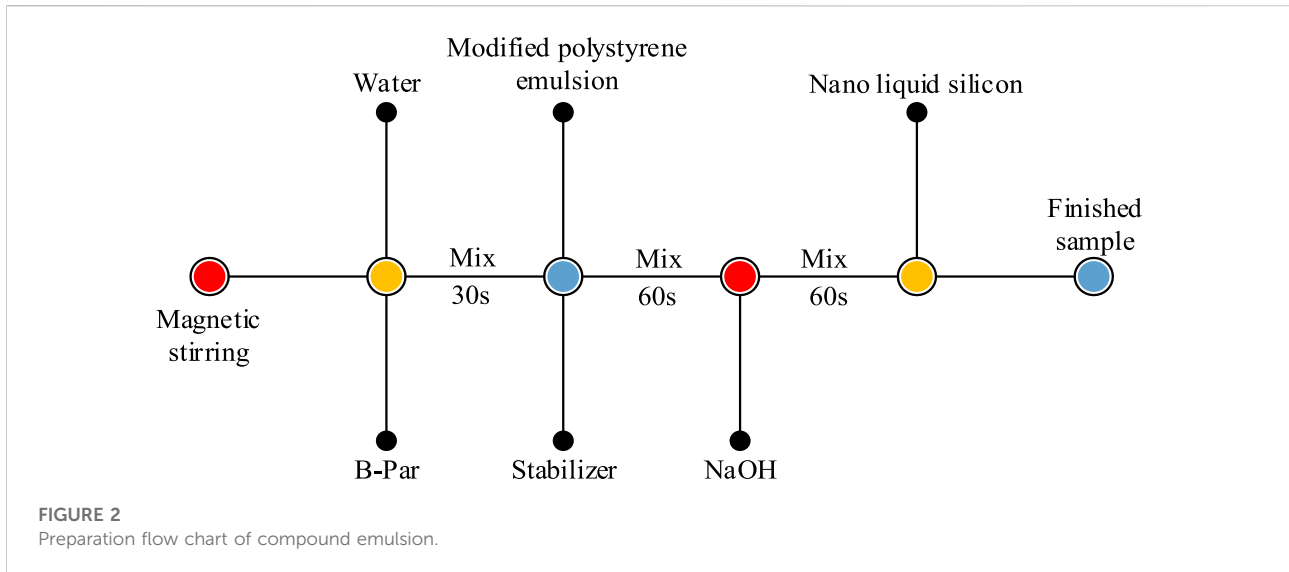 Modified polystyrene
emulsion
Water
Nano liquid silicon
Finished
sample
Mix
30s
Mix
60s
Mix
60s
Magnetic
stirring
B-Par
Stabilizer
NaOH
FIGURE 2
Preparation flow chart of compound emulsion.